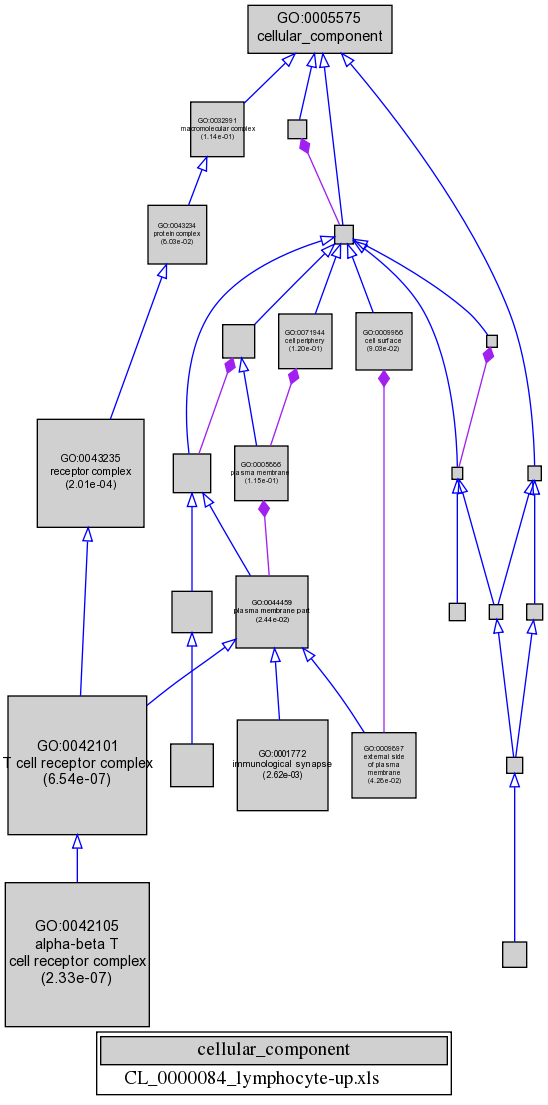 GO:0005575
cellular_component
GO:0032991
macromolecular complex
(1.14e-01)
GO:0043234
protein complex
(6.03e-02)
GO:0071944
cell periphery
(1.20e-01)
GO:0009986
cell surface
(9.03e-02)
GO:0043235
receptor complex
(2.01e-04)
GO:0005886
plasma membrane
(1.15e-01)
GO:0044459
plasma membrane part
(2.44e-02)
GO:0042101
T cell receptor complex
(6.54e-07)
GO:0001772
immunological synapse
(2.62e-03)
GO:0009897
external side
of plasma
membrane
(4.26e-02)
GO:0042105
alpha-beta T
cell receptor complex
(2.33e-07)
cellular_component
CL_0000084_lymphocyte-up.xls